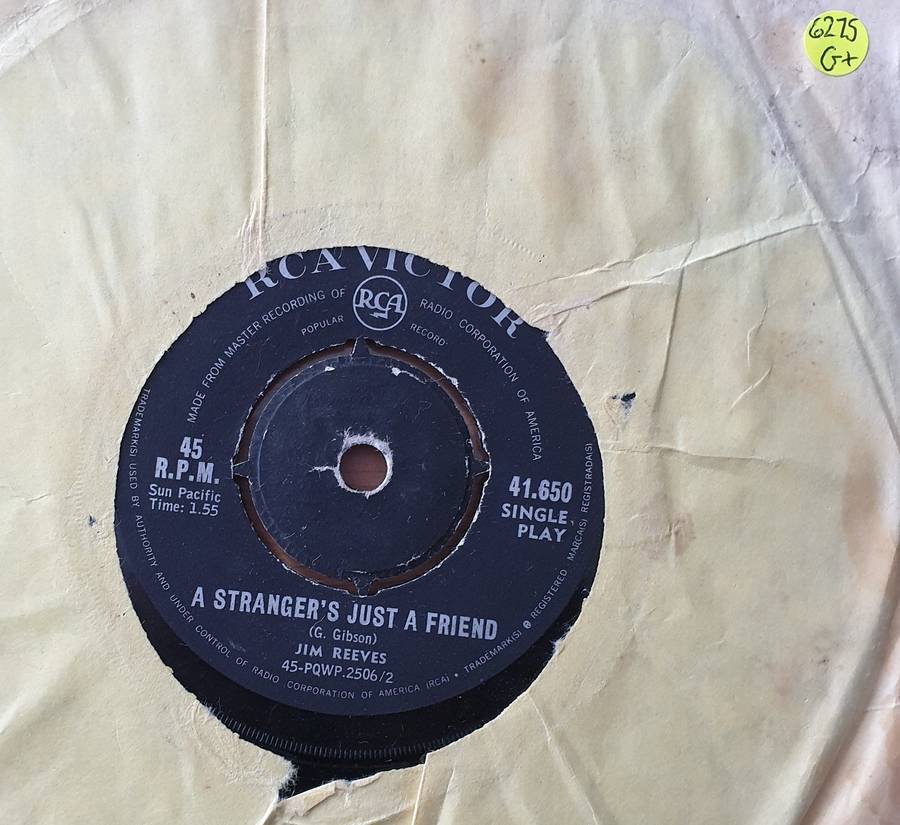 6275
G+
RCA VICTOR
MADE FROM MASTER RECORDING OF RADIO CORPORATION OF AMERICA
RCA
POPULAR RECORD
45
R.P.M.
Sun Pacific
Time: 1.55
41.650
SINGLE
PLAY
A STRANGER'S JUST A FRIEND
(G. Gibson)
JIM REEVES
45-PQWP.2506/2
TRADEMARK(S) USED BY AUTHORITY AND UNDER CONTROL OF RADIO CORPORATION OF AMERICA (RCA) • TRADEMARK(S) ® REGISTERED MARCA(S) REGISTRADA(S)